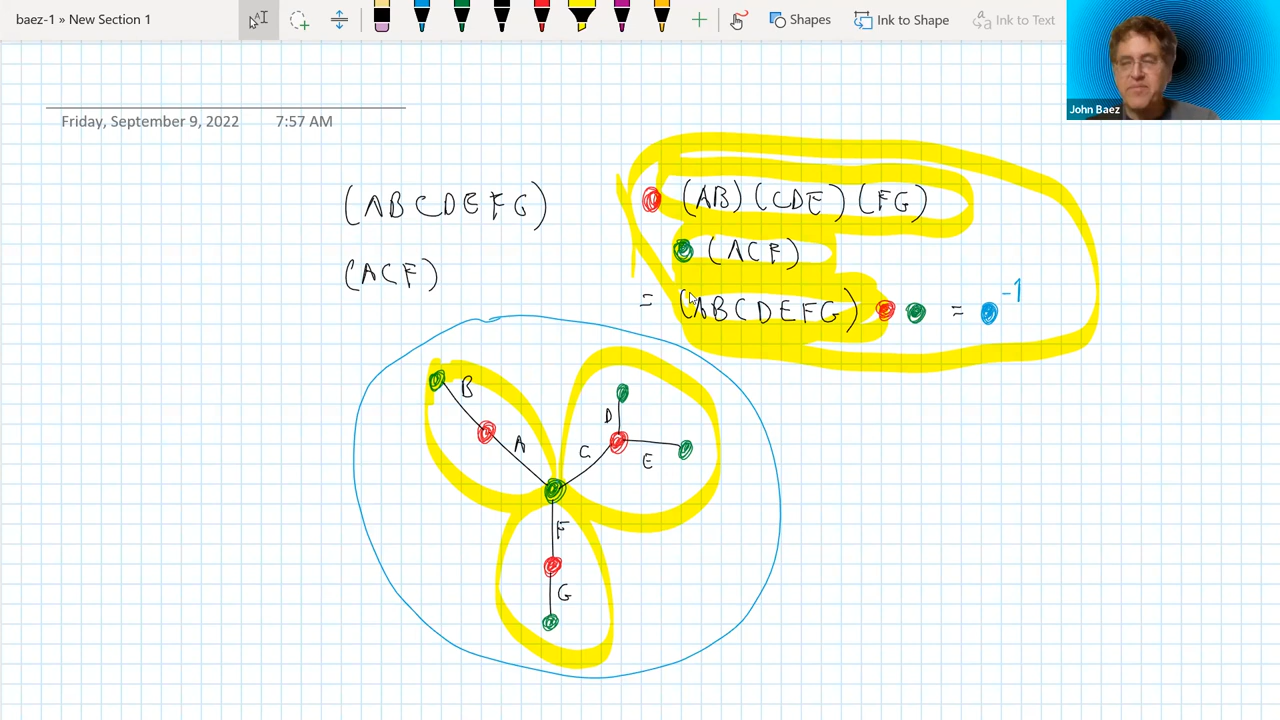 baez-1 » New Section 1
Shapes
Ink to Shape
Ink to Text
John Baez
Friday, September 9, 2022 7:57 AM
(ABCDEFG)
(ACF)
(AB)(CDE)(FG)
(ACF)
= (ABCDEFG) = -1
B
A
C
D
E
F
G